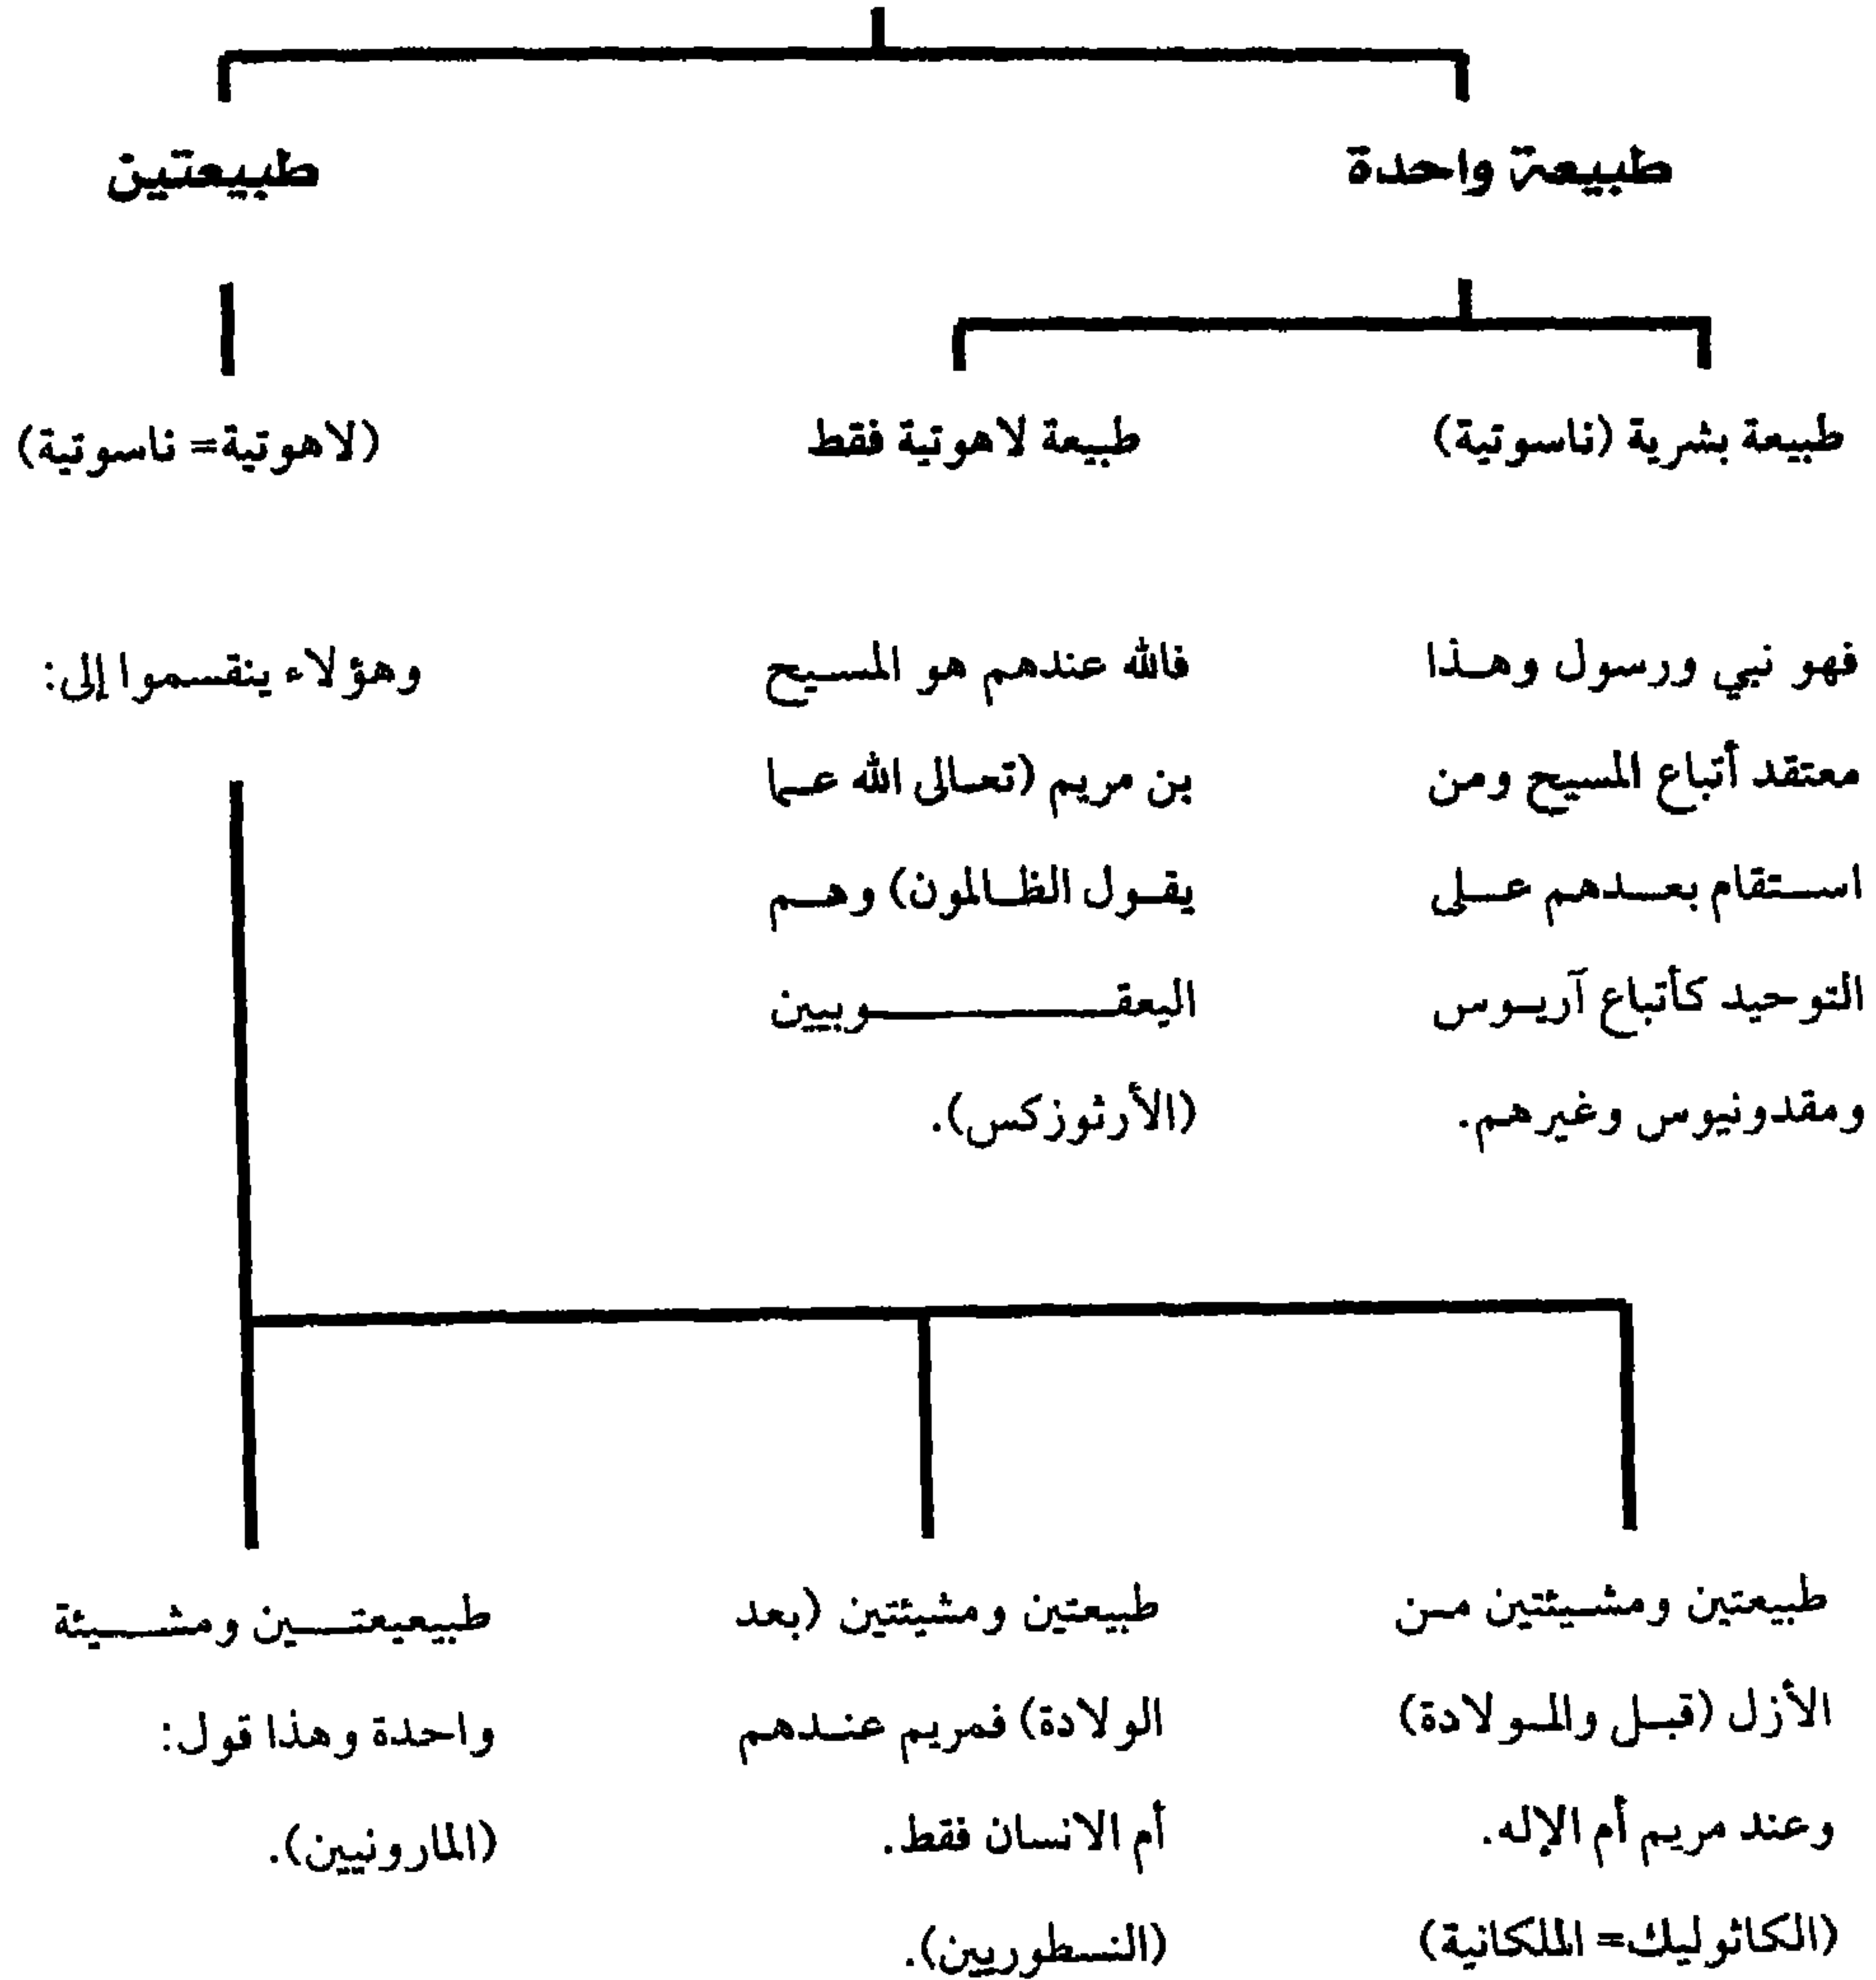 طبيعة واحدة
طبيعتين
طبيعة بشرية (ناسوتية)
طبيعة لاهوتية فقط
(لاهوتية= ناسوتية)
فهو نبي ورسول وهـذا
معتقد أتباع المسيح ومن
استقام بعدهم على
التوحيد كأتباع آريوس
ومقدونيوس وغيرهم.
فالله عندهم هو المسيح
بن مريم (تعالى الله عما
يقول الظالمون) وهم
اليعقوبيين
(الأرثوزكس).
وهؤلاء ينقسموا إلى:
طبيعتين ومشيئتين من
الأزل (قبل والمولادة)
وعند مريم أم الإله.
(الكاثوليك= الملكانية)
طبيعتين ومشيئتين (بعد
الولادة) فمريم عندهم
أم الانسان فقط.
(النسطوريين).
طبيعيتين ومشيئة
واحدة وهذا قول:
(المارونيين).